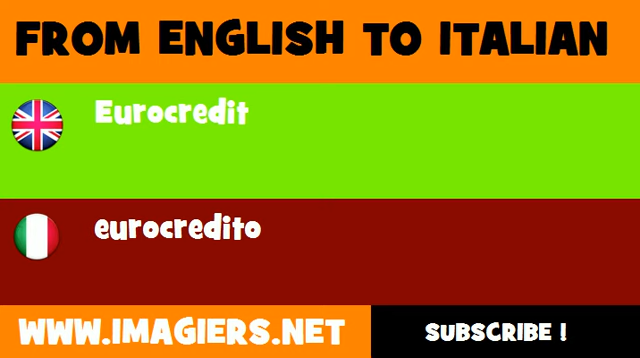 FROM ENGLISH TO ITALIAN
Eurocredit
eurocredito
WWW.IMAGIERS.NET
SUBSCRIBE !